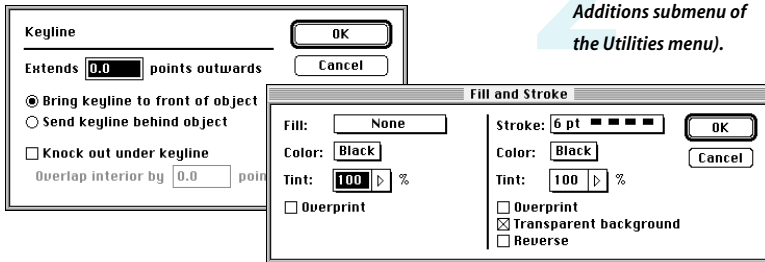 Additions submenu of
the Utilities menu).
Keyline
OK
Extends 0.0 points outwards
Cancel
Bring keyline to front of object
Send keyline behind object
Knock out under keyline
Overlap interior by 0.0
Fill and Stroke
Fill: None
Color: Black
Tint: 100 %
Overprint
Stroke: 6 pt
OK
Color: Black
Cancel
Tint: 100 %
Overprint
Transparent background
Reverse